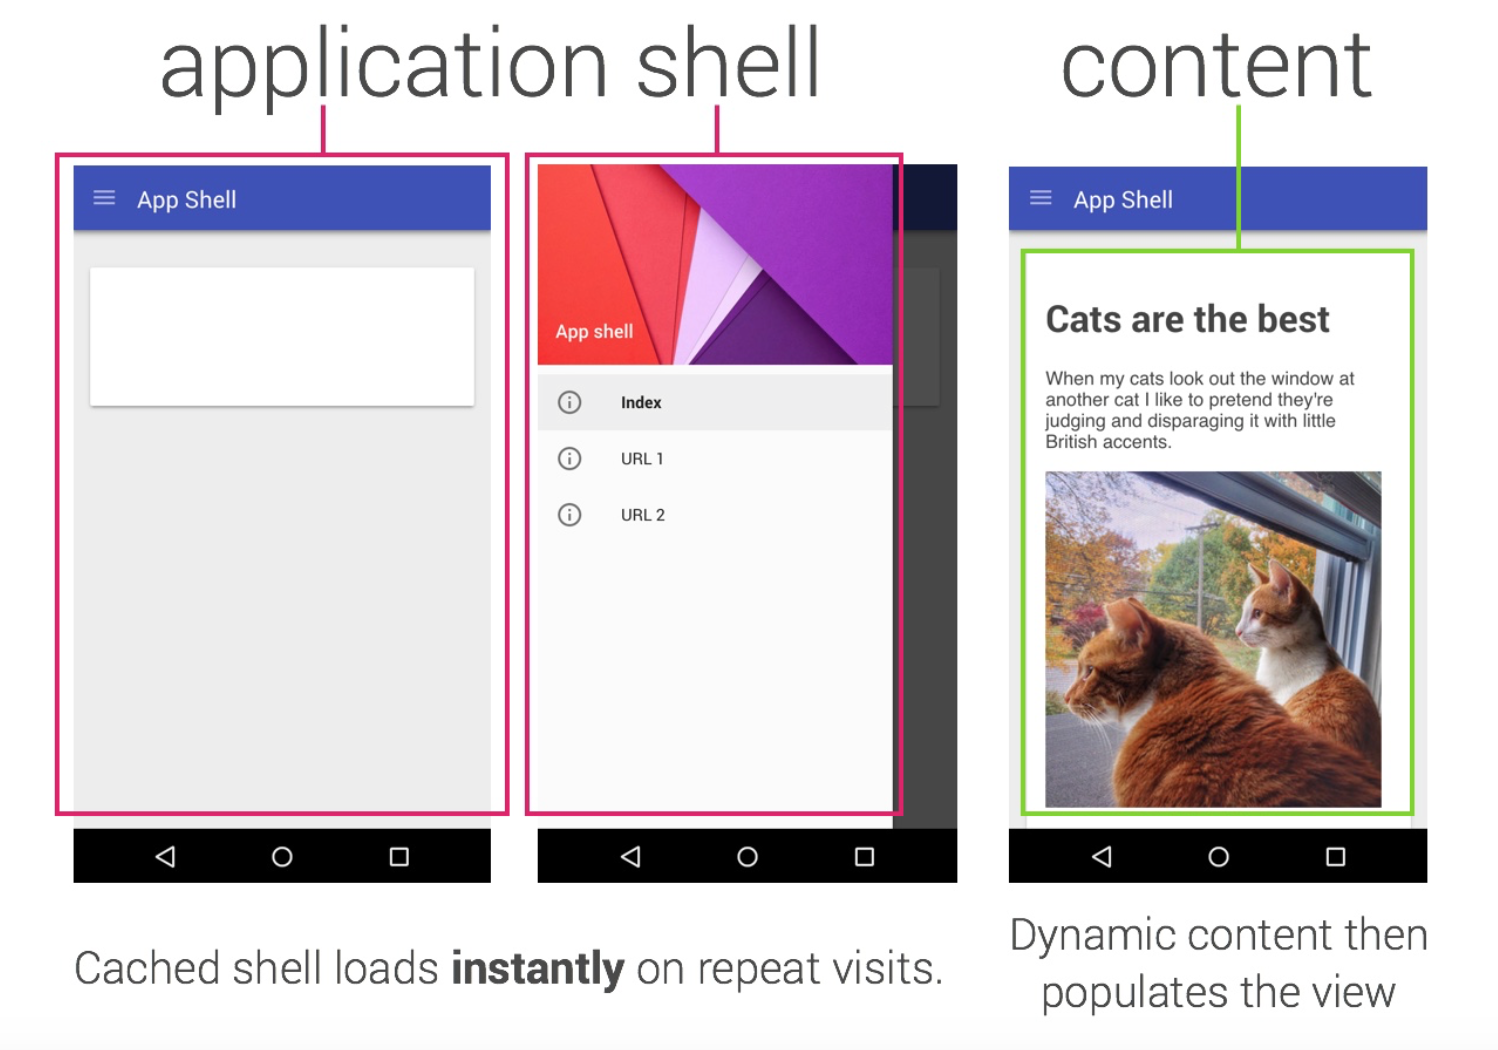 application shell
content
App Shell
App shell
Index
URL 1
URL 2
App Shell
Cats are the best
When my cats look out the window at
another cat I like to pretend they're
judging and disparaging it with little
British accents.
Cached shell loads instantly on repeat visits.
Dynamic content then
populates the view